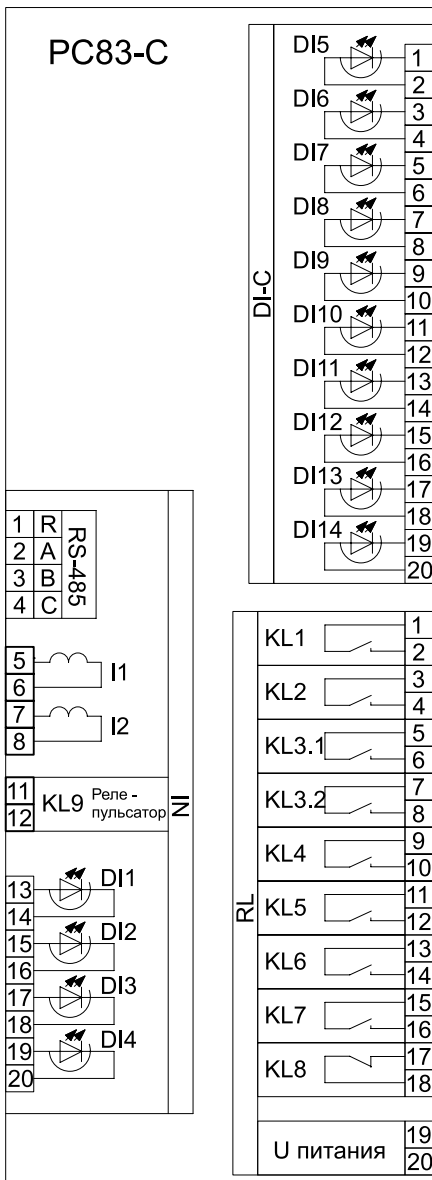 PC83-C
DI-C
DI5
1
2
DI6
3
4
DI7
5
6
DI8
7
8
DI9
9
10
DI10
11
12
DI11
13
14
DI12
15
16
DI13
17
18
DI14
19
20
IN
1 R
2 A
3 B
4 C
RS-485
5
6
I1
7
8
I2
11
12
KL9
Реле -
пульсатор
13
14
DI1
15
16
DI2
17
18
DI3
19
20
DI4
RL
KL1
1
2
KL2
3
4
KL3.1
5
6
KL3.2
7
8
KL4
9
10
KL5
11
12
KL6
13
14
KL7
15
16
KL8
17
18
U питания
19
20